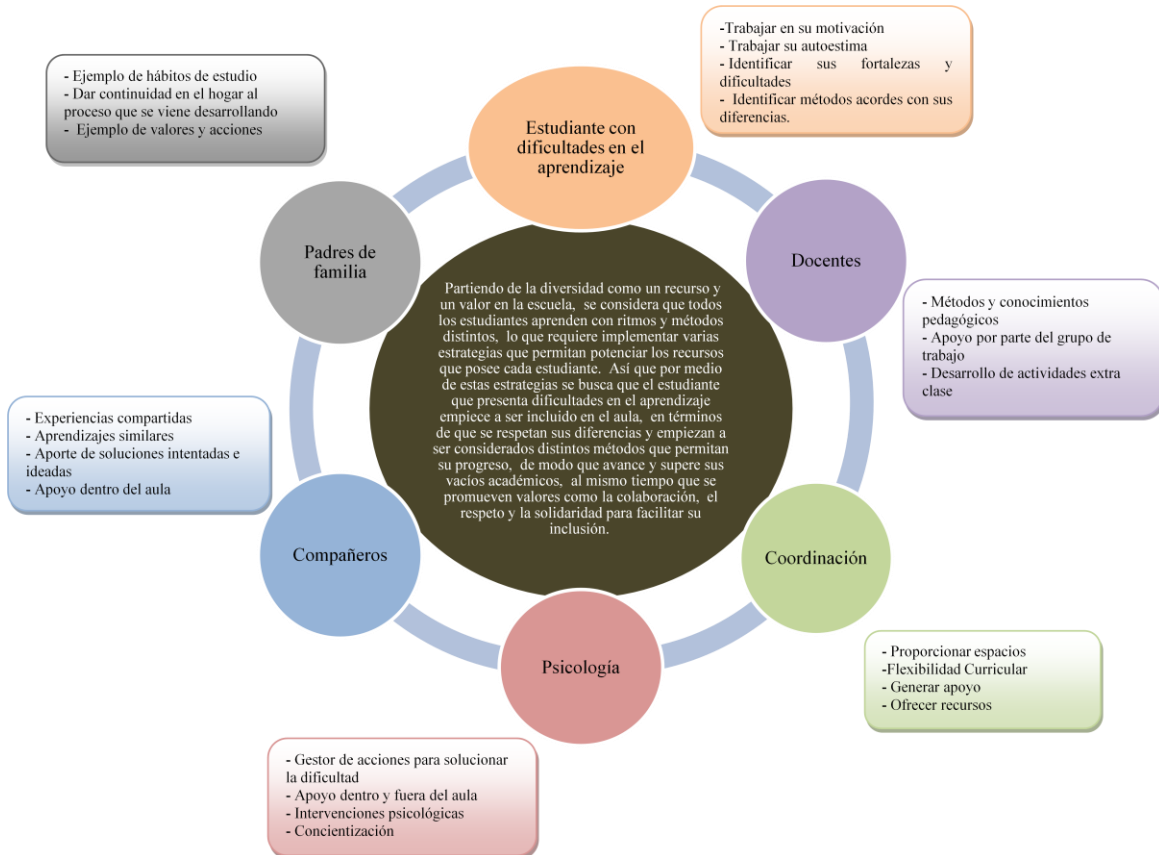 -Trabajar en su motivación
- Trabajar su autoestima
- Identificar sus fortalezas y
dificultades
- Identificar métodos acordes con sus
diferencias.
- Ejemplo de hábitos de estudio
- Dar continuidad en el hogar al
proceso que se viene desarrollando
- Ejemplo de valores y acciones
Estudiante con
dificultades en el
aprendizaje
Padres de
familia
Docentes
Partiendo de la diversidad como un recurso y
un valor en la escuela, se considera que todos
los estudiantes aprenden con ritmos y métodos
distintos, lo que requiere implementar varias
estrategias que permitan potenciar los recursos
que posee cada estudiante. Así que por medio
de estas estrategias se busca que el estudiante
que presenta dificultades en el aprendizaje
empiece a ser incluido en el aula, en términos
de que se respetan sus diferencias y empiezan a
ser considerados distintos métodos que permitan
su progreso, de modo que avance y supere sus
vacíos académicos, al mismo tiempo que se
promueven valores como la colaboración, el
respeto y la solidaridad para facilitar su
inclusión.
- Métodos y conocimientos
pedagógicos
- Apoyo por parte del grupo de
trabajo
- Desarrollo de actividades extra
clase
- Experiencias compartidas
- Aprendizajes similares
- Aporte de soluciones intentadas e
ideadas
- Apoyo dentro del aula
Compañeros
Coordinación
Psicología
- Proporcionar espacios
-Flexibilidad Curricular
- Generar apoyo
- Ofrecer recursos
- Gestor de acciones para solucionar
la dificultad
- Apoyo dentro y fuera del aula
- Intervenciones psicológicas
- Concientización